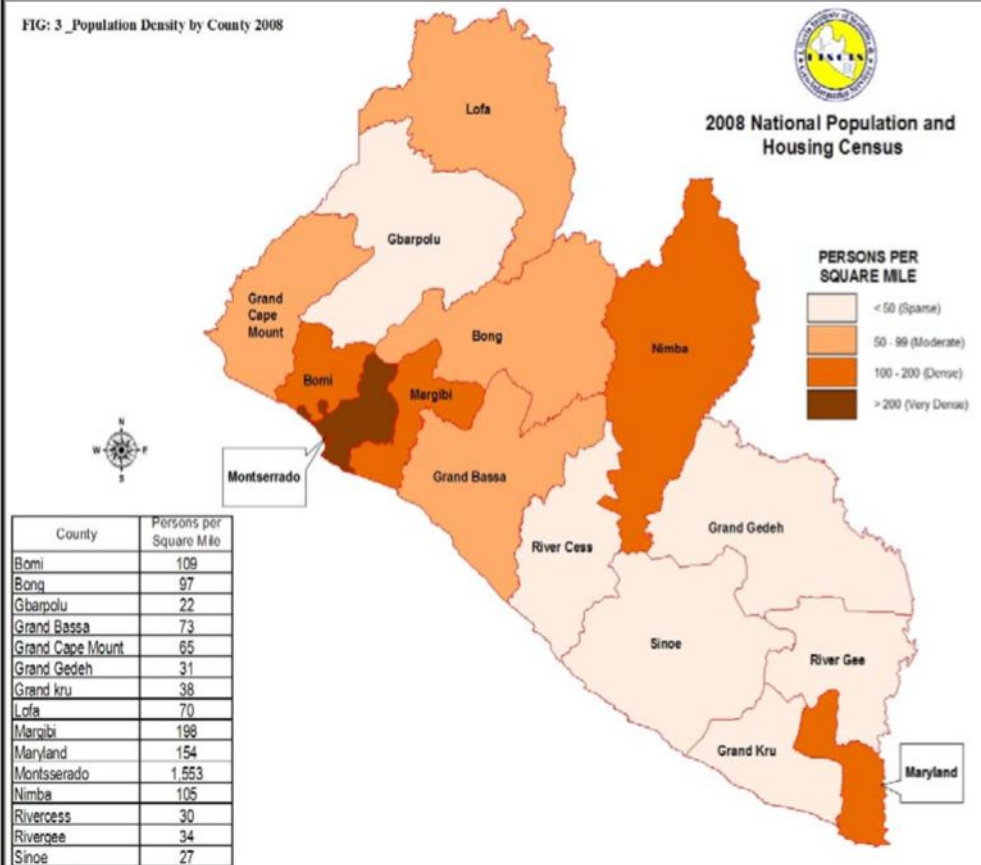 FIG: 3 _Population Density by County 2008
2008 National Population and
Housing Census
Lofa
Gbarpolu
Grand
Cape
Mount
Bong
Nimba
Bomi
Margibi
Montserrado
Grand Bassa
River Cess
Grand Gedeh
Sinoe
River Gee
Grand Kru
Maryland
PERSONS PER
SQUARE MILE
< 50 (Sparse)
50 - 99 (Moderate)
100 - 200 (Dense)
> 200 (Very Dense)
N
W E
S
County Persons per Square Mile
Bomi 109
Bong 97
Gbarpolu 22
Grand Bassa 73
Grand Cape Mount 65
Grand Gedeh 31
Grand kru 38
Lofa 70
Margibi 198
Maryland 154
Montsserado 1,553
Nimba 105
Rivercess 30
Rivergee 34
Sinoe 27